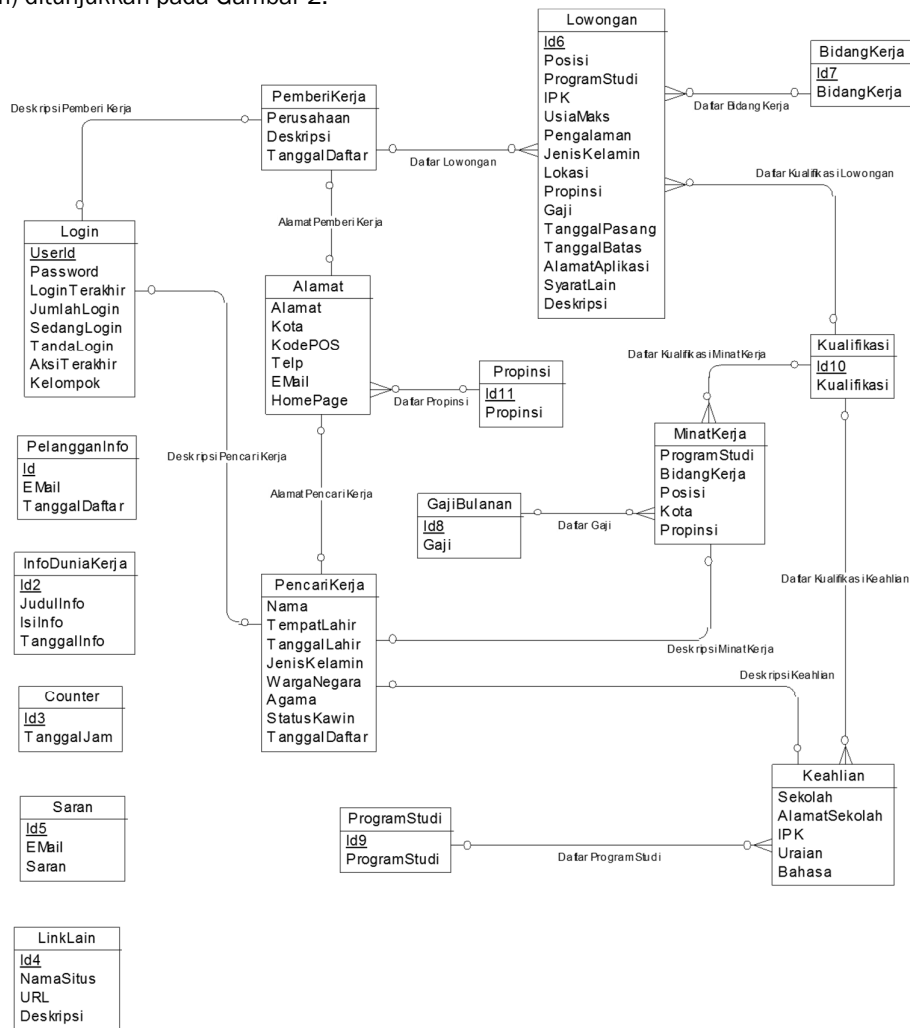 n) ditunjukkan pada Gambar 2.
Lowongan
Id6
Posisi
ProgramStudi
IPK
UsiaMaks
Pengalaman
JenisKelamin
Lokasi
Propinsi
Gaji
TanggalPasang
TanggalBatas
AlamatAplikasi
SyaratLain
Deskripsi
BidangKerja
Id7
BidangKerja
Daftar Bidang Kerja
PemberiKerja
Perusahaan
Deskripsi
TanggalDaftar
Deskripsi Pemberi Kerja
Daftar Lowongan
Daftar Kualifikasi Lowongan
Alamat Pemberi Kerja
Login
UserId
Password
LoginTerakhir
JumlahLogin
SedangLogin
TandaLogin
AksiTerakhir
Kelompok
Alamat
Alamat
Kota
KodePOS
Telp
EMail
HomePage
Propinsi
Id11
Propinsi
Daftar Propinsi
Kualifikasi
Id10
Kualifikasi
Daftar Kualifikasi Minat Kerja
MinatKerja
ProgramStudi
BidangKerja
Posisi
Kota
Propinsi
PelangganInfo
Id
EMail
TanggalDaftar
Deskripsi Pencari Kerja
Alamat Pencari Kerja
GajiBulanan
Id8
Gaji
Daftar Gaji
InfoDuniaKerja
Id2
JudulInfo
IsiInfo
TanggalInfo
PencariKerja
Nama
TempatLahir
TanggalLahir
JenisKelamin
WargaNegara
Agama
StatusKawin
TanggalDaftar
Daftar Kualifikasi Keahlian
Deskripsi Minat Kerja
Deskripsi Keahlian
Counter
Id3
TanggalJam
Keahlian
Sekolah
AlamatSekolah
IPK
Uraian
Bahasa
Saran
Id5
EMail
Saran
ProgramStudi
Id9
ProgramStudi
Daftar Program Studi
LinkLain
Id4
NamaSitus
URL
Deskripsi